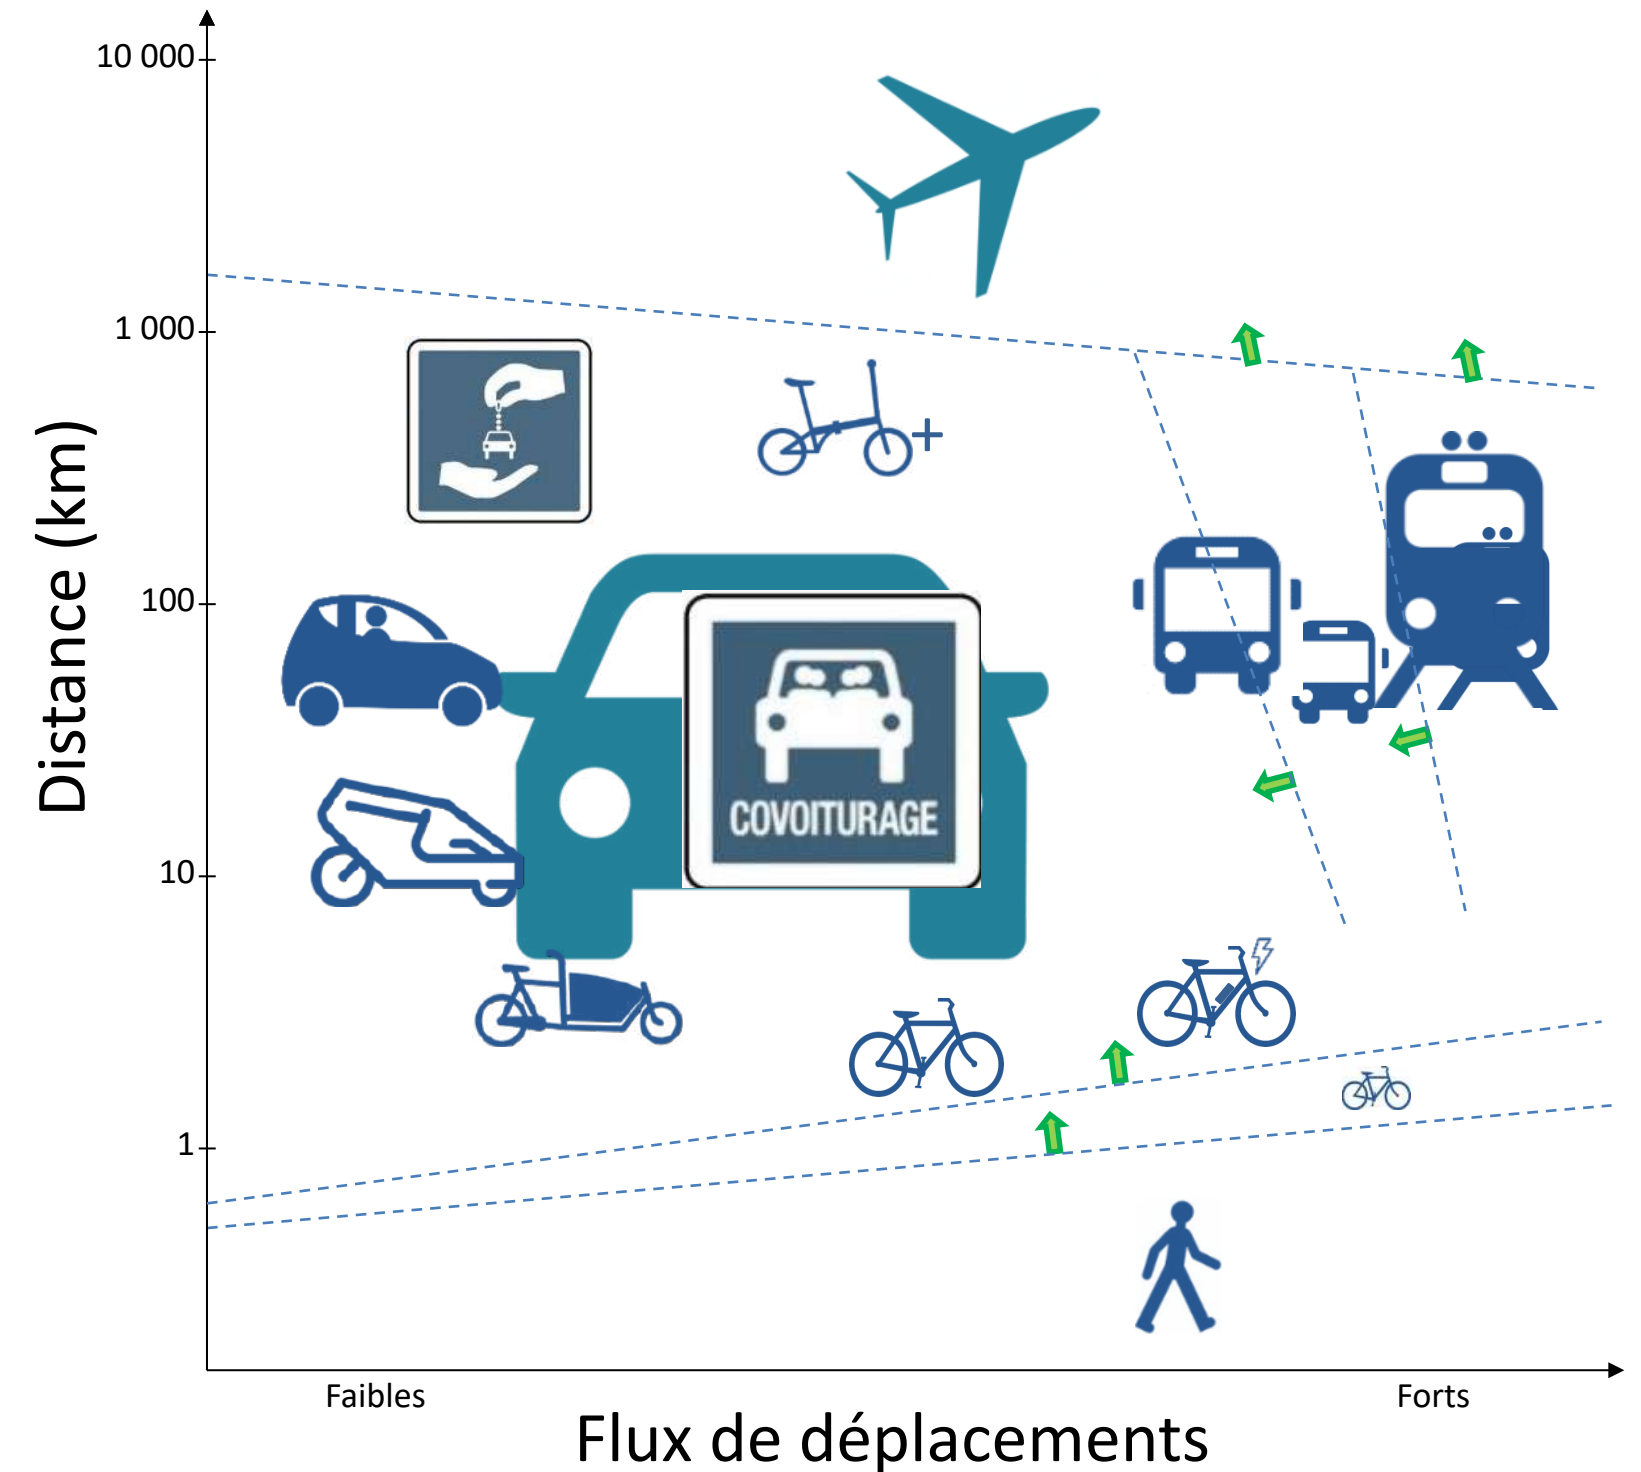 10 000
1 000
100
10
1
Distance (km)
+
COVOITURAGE
Faibles
Forts
Flux de déplacements